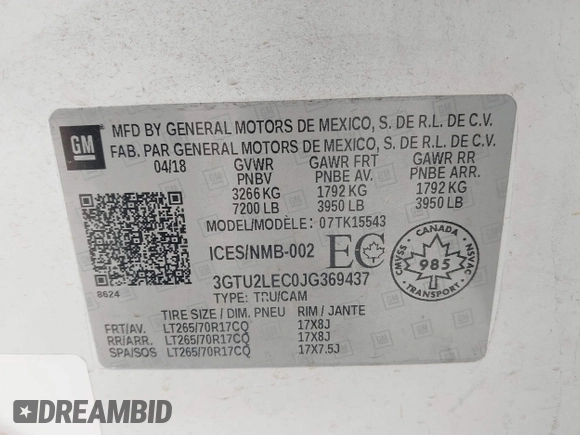 GM
MFD BY GENERAL MOTORS DE MEXICO, S. DE R.L. DE C.V.
FAB. PAR GENERAL MOTORS DE MEXICO, S. DE R.L. DE C.V.
04/18 GVWR GAWR FRT GAWR RR
PNBV PNBE AV. PNBE ARR.
3266 KG 1792 KG 1792 KG
7200 LB 3950 LB 3950 LB
MODEL/MODÈLE: 07TK15543
ICES/NMB-002 EC
CANADA
CMVSS 985 NSVAC
8624
3GTU2LEC0JG369437
TYPE: TRU/CAM
TIRE SIZE / DIM. PNEU RIM / JANTE
FRT/AV. LT265/70R17CQ 17X8J
RR/ARR. LT265/70R17CQ 17X8J
SPA/SOS LT265/70R17CQ 17X7.5J
DREAMBID